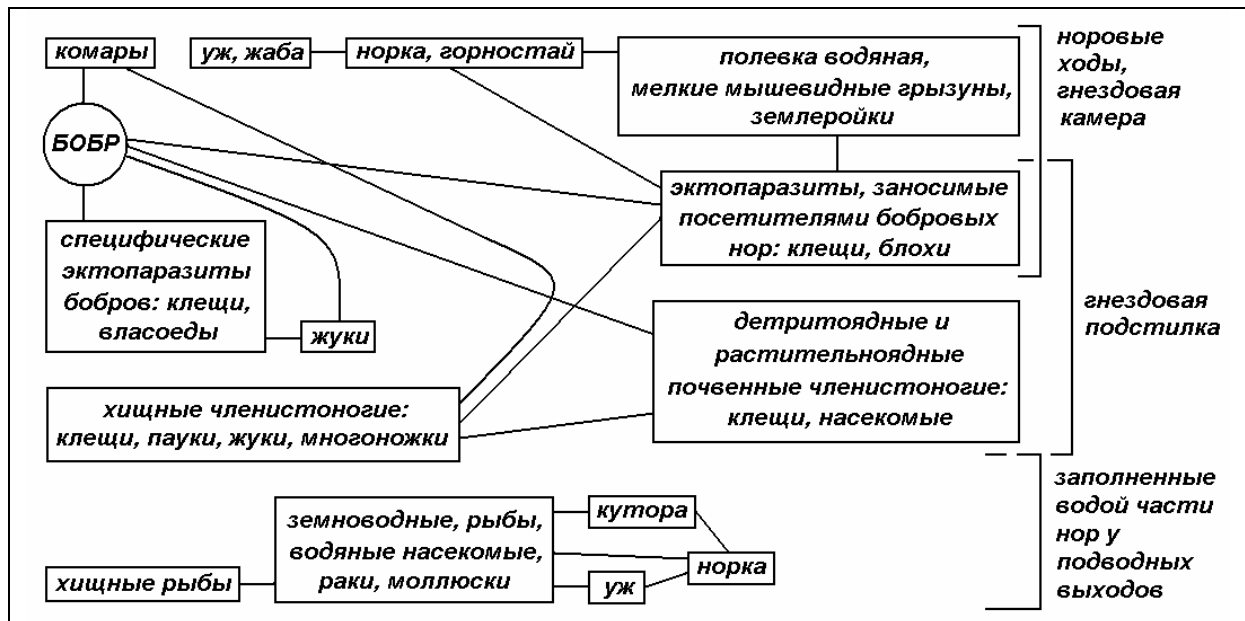 комары
уж, жаба
норка, горностай
полевка водяная,
мелкие мышевидные грызуны,
землеройки
норовые
ходы,
гнездовая
камера
БОБР
эктопаразиты, заносимые
посетителями бобровых
нор: клещи, блохи
специфические
эктопаразиты
бобров: клещи,
власоеды
жуки
гнездовая
подстилка
детритоядные и
растительноядные
почвенные членистоногие:
клещи, насекомые
хищные членистоногие:
клещи, пауки, жуки, многоножки
заполненные
водой части
нор у
подводных
выходов
земноводные, рыбы,
водяные насекомые,
раки, моллюски
кутора
норка
уж
хищные рыбы